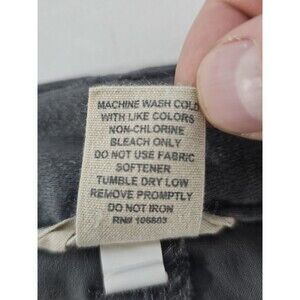 MACHINE WASH COLD
WITH LIKE COLORS
NON-CHLORINE
BLEACH ONLY
DO NOT USE FABRIC
SOFTENER
TUMBLE DRY LOW
REMOVE PROMPTLY
DO NOT IRON
RN# 106803